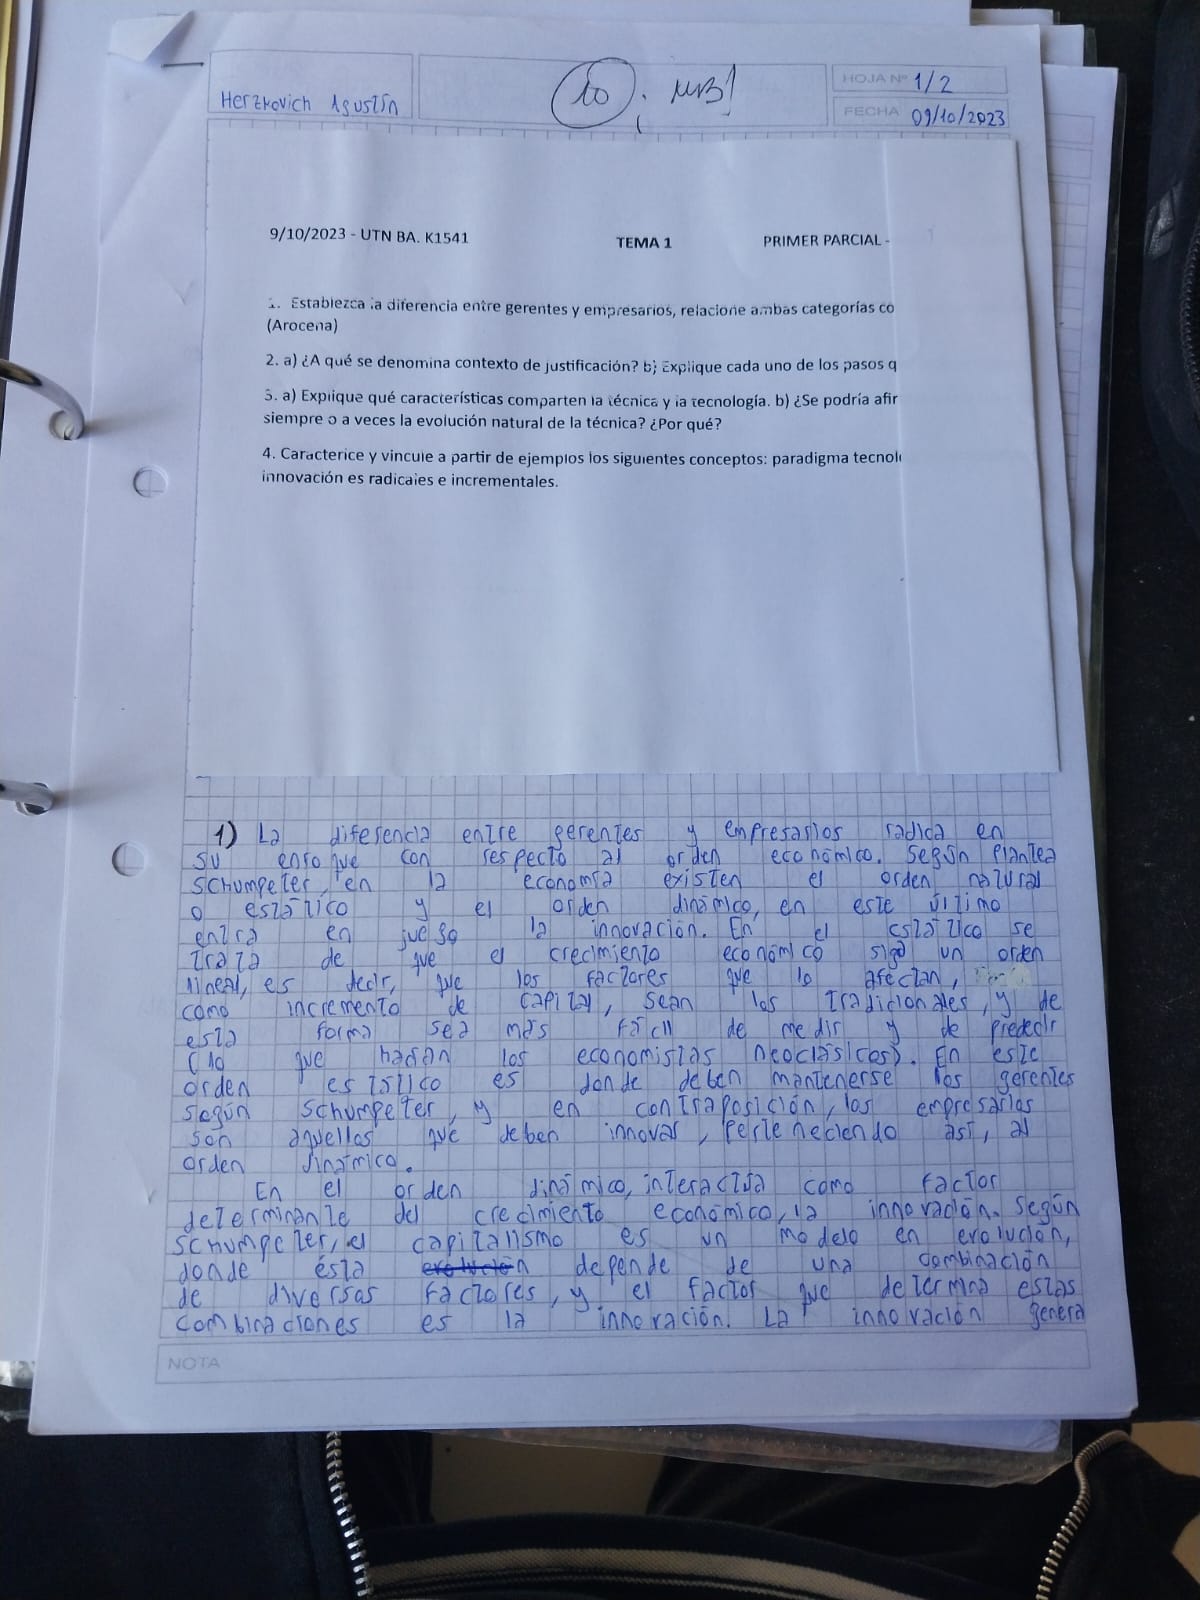 Herzkovich Agustín
10. MB!
HOJA Nº 1/2
FECHA 09/10/2023
9/10/2023 - UTN BA. K1541 TEMA 1 PRIMER PARCIAL -
1. Establezca la diferencia entre gerentes y empresarios, relacione ambas categorías co
(Arocena)
2. a) ¿A qué se denomina contexto de justificación? b) Explique cada uno de los pasos q
3. a) Explique qué características comparten la técnica y la tecnología. b) ¿Se podría afir
siempre o a veces la evolución natural de la técnica? ¿Por qué?
4. Caracterice y vincule a partir de ejemplos los siguientes conceptos: paradigma tecnol
innovación es radicales e incrementales.
1) La diferencia entre gerentes y empresarios radica en
su enfoque con respecto al orden económico. Según plantea
Schumpeter, en la economía existen el orden natural
o estático y el orden dinámico, en este último
entra en juego la innovación. En el estático se
trata de que el crecimiento económico siga un orden
lineal, es decir, que los factores que lo afectan,
como incremento de capital, sean los tradicionales, y de
esta forma sea más fácil de medir y de predecir
(lo que harían los economistas neoclásicos). En este
orden estático es donde deben mantenerse los gerentes
según Schumpeter, y en contraposición, los empresarios
son aquellos que deben innovar, perteneciendo así, al
orden dinámico.
En el orden dinámico, interactúa como factor
determinante del crecimiento económico, la innovación. Según
Schumpeter, el capitalismo es un modelo en evolución,
donde ésta evolución depende de una combinación
de diversos factores, y el factor que determina estas
combinaciones es la innovación. La innovación genera
NOTA